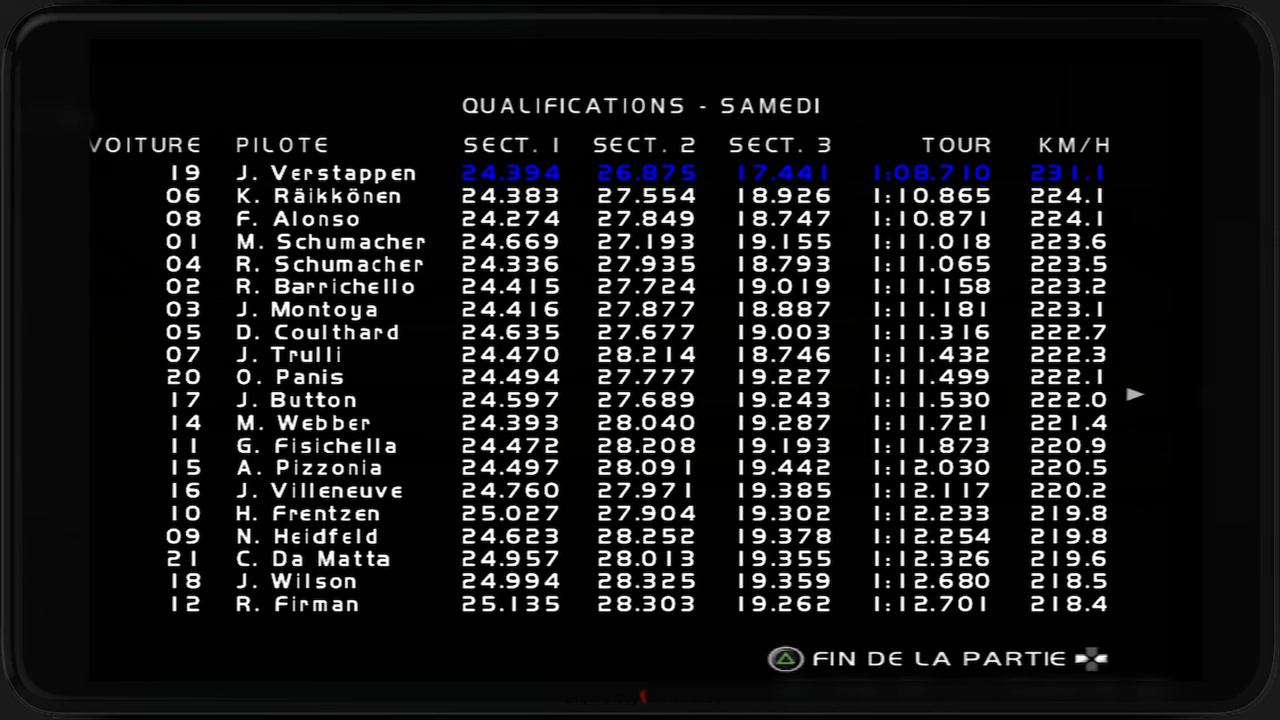 QUALIFICATIONS - SAMEDI
VOITURE PILOTE SECT. 1 SECT. 2 SECT. 3 TOUR KM/H
19 J. Verstappen 24.394 26.875 17.441 1:08.710 231.1
06 K. Räikkönen 24.383 27.554 18.926 1:10.865 224.1
08 F. Alonso 24.274 27.849 18.747 1:10.871 224.1
01 M. Schumacher 24.669 27.193 19.155 1:11.018 223.6
04 R. Schumacher 24.336 27.935 18.793 1:11.065 223.5
02 R. Barrichello 24.415 27.724 19.019 1:11.158 223.2
03 J. Montoya 24.416 27.877 18.887 1:11.181 223.1
05 D. Coulthard 24.635 27.677 19.003 1:11.316 222.7
07 J. Trulli 24.470 28.214 18.746 1:11.432 222.3
20 O. Panis 24.494 27.777 19.227 1:11.499 222.1
17 J. Button 24.597 27.689 19.243 1:11.530 222.0
14 M. Webber 24.393 28.040 19.287 1:11.721 221.4
11 G. Fisichella 24.472 28.208 19.193 1:11.873 220.9
15 A. Pizzonia 24.497 28.091 19.442 1:12.030 220.5
16 J. Villeneuve 24.760 27.971 19.385 1:12.117 220.2
10 H. Frentzen 25.027 27.904 19.302 1:12.233 219.8
09 N. Heidfeld 24.623 28.252 19.378 1:12.254 219.8
21 C. Da Matta 24.957 28.013 19.355 1:12.326 219.6
18 J. Wilson 24.994 28.325 19.359 1:12.680 218.5
12 R. Firman 25.135 28.303 19.262 1:12.701 218.4
FIN DE LA PARTIE